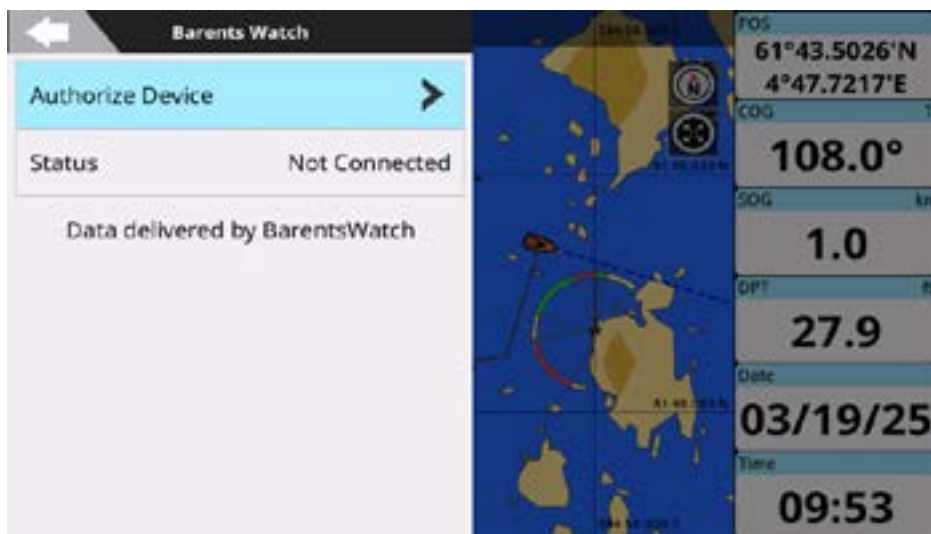 Barents Watch
Authorize Device
Status Not Connected
Data delivered by BarentsWatch
N
POS
61°43.5026'N
4°47.7217'E
COG
108.0°
SOG
1.0
DPT
27.9
Date
03/19/25
Time
09:53